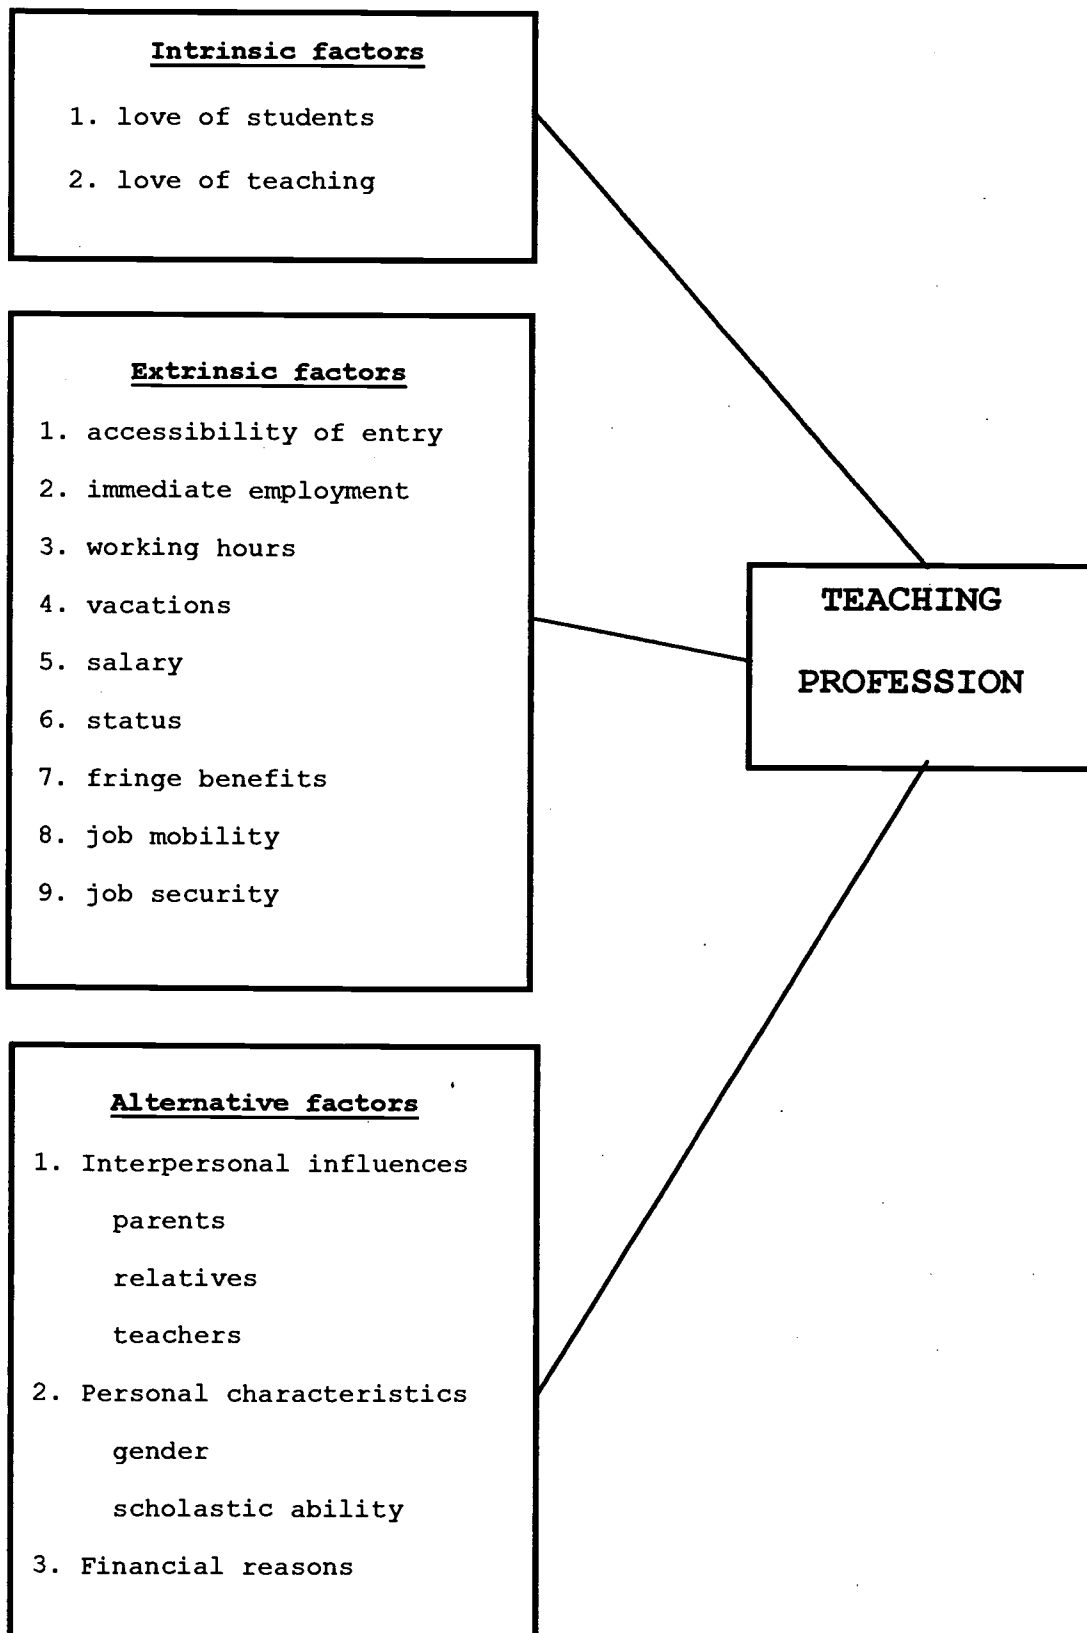 Intrinsic factors
1. love of students
2. love of teaching
Extrinsic factors
1. accessibility of entry
2. immediate employment
3. working hours
4. vacations
5. salary
6. status
7. fringe benefits
8. job mobility
9. job security
TEACHING
PROFESSION
Alternative factors
1. Interpersonal influences
parents
relatives
teachers
2. Personal characteristics
gender
scholastic ability
3. Financial reasons